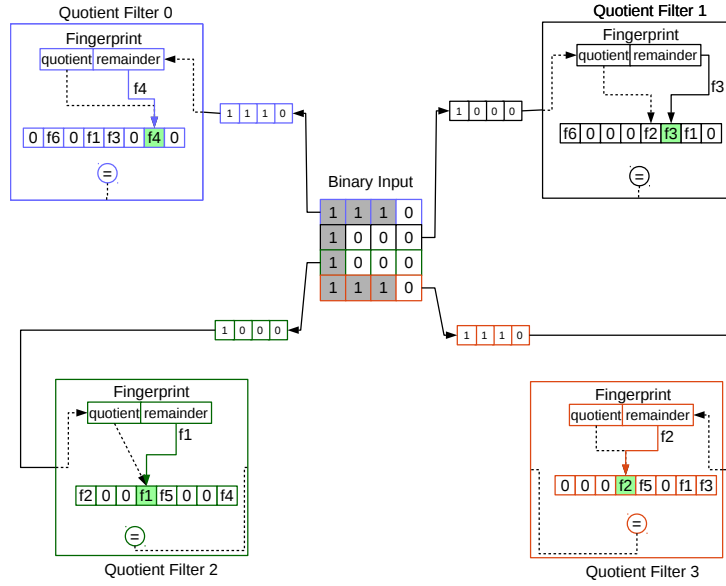 Quotient Filter 0
Fingerprint
quotient remainder
f4
0 f6 0 f1 f3 0 f4 0
=
1 1 1 0
Quotient Filter 1
Fingerprint
quotient remainder
f3
f6 0 0 0 f2 f3 f1 0
=
1 0 0 0
Binary Input
1 1 1 0
1 0 0 0
1 0 0 0
1 1 1 0
1 0 0 0
1 1 1 0
Fingerprint
quotient remainder
f1
f2 0 0 f1 f5 0 0 f4
=
Quotient Filter 2
Fingerprint
quotient remainder
f2
0 0 0 f2 f5 0 f1 f3
=
Quotient Filter 3